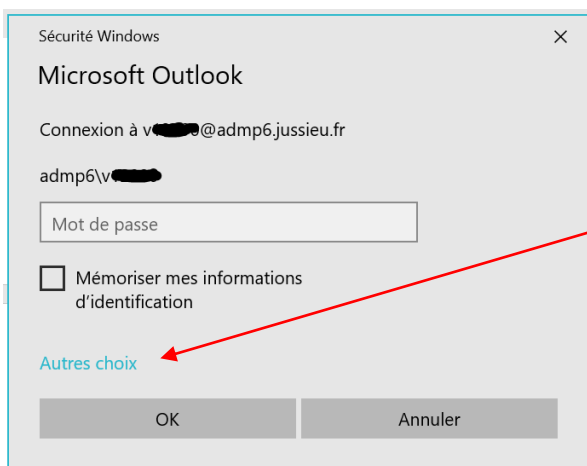 Sécurité Windows
Microsoft Outlook
Connexion à v @admp6.jussieu.fr
admp6\v
Mot de passe
Mémoriser mes informations
d'identification
Autres choix
OK Annuler